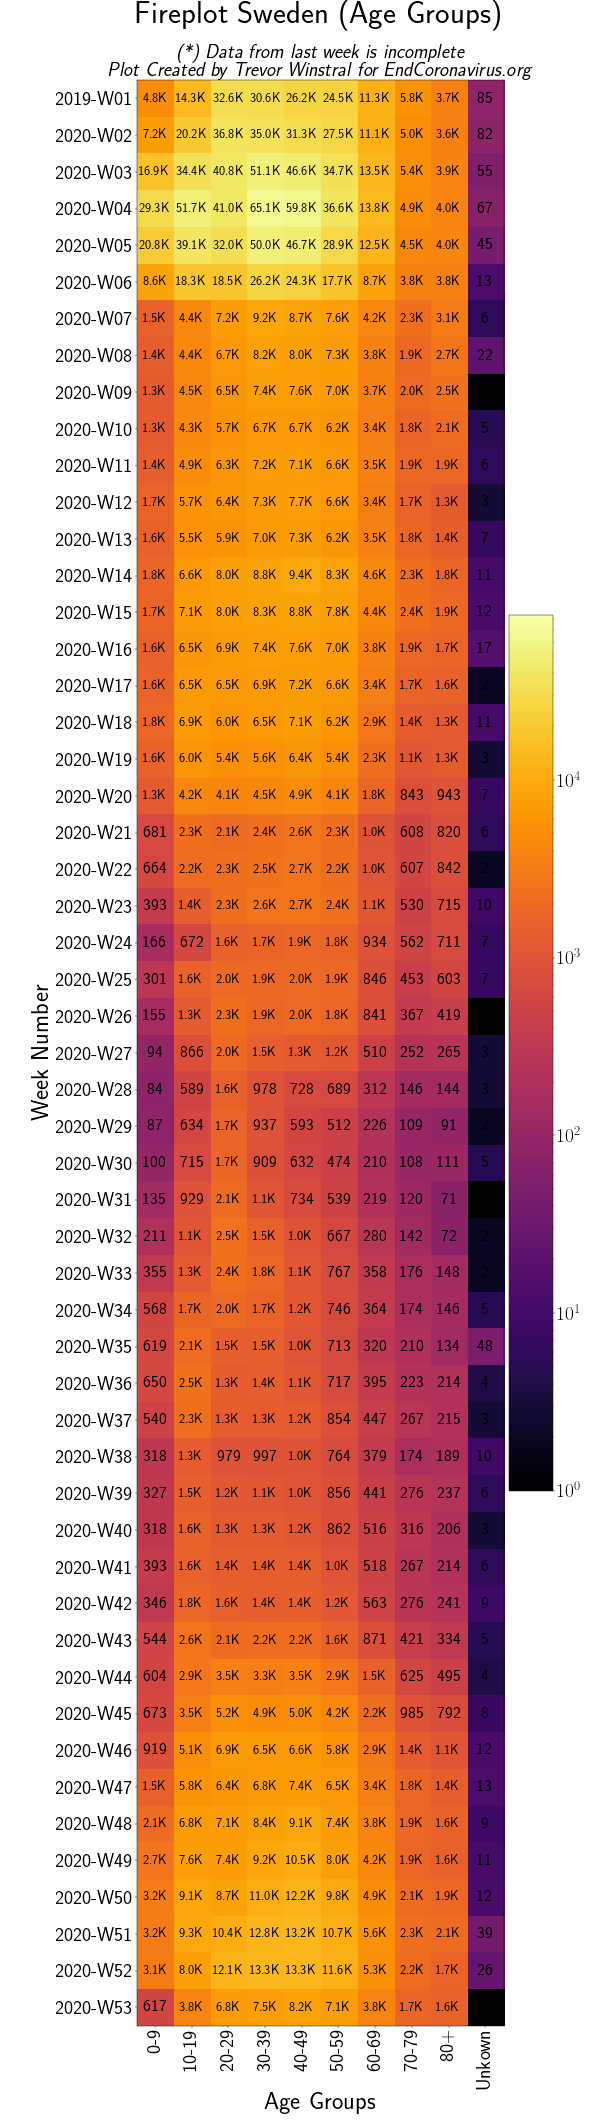 Fireplot Sweden (Age Groups)
(*) Data from last week is incomplete
Plot Created by Trevor Winstral for EndCoronavirus.org
2019-W01 4.8K 14.3K 32.6K 30.6K 26.2K 24.5K 11.3K 5.8K 3.7K 85
2020-W02 7.2K 20.2K 36.8K 35.0K 31.3K 27.5K 11.1K 5.0K 3.6K 82
2020-W03 16.9K 34.4K 40.8K 51.1K 46.6K 34.7K 13.5K 5.4K 3.9K 55
2020-W04 29.3K 51.7K 41.0K 65.1K 59.8K 36.6K 13.8K 4.9K 4.0K 67
2020-W05 20.8K 39.1K 32.0K 50.0K 46.7K 28.9K 12.5K 4.5K 4.0K 45
2020-W06 8.6K 18.3K 18.5K 26.2K 24.3K 17.7K 8.7K 3.8K 3.8K 13
2020-W07 1.5K 4.4K 7.2K 9.2K 8.7K 7.6K 4.2K 2.3K 3.1K 6
2020-W08 1.4K 4.4K 6.7K 8.2K 8.0K 7.3K 3.8K 1.9K 2.7K 22
2020-W09 1.3K 4.5K 6.5K 7.4K 7.6K 7.0K 3.7K 2.0K 2.5K
2020-W10 1.3K 4.3K 5.7K 6.7K 6.7K 6.2K 3.4K 1.8K 2.1K 5
2020-W11 1.4K 4.9K 6.3K 7.2K 7.1K 6.6K 3.5K 1.9K 1.9K 6
2020-W12 1.7K 5.7K 6.4K 7.3K 7.7K 6.6K 3.4K 1.7K 1.3K 3
2020-W13 1.6K 5.5K 5.9K 7.0K 7.3K 6.2K 3.5K 1.8K 1.4K 7
2020-W14 1.8K 6.6K 8.0K 8.8K 9.4K 8.3K 4.6K 2.3K 1.8K 11
2020-W15 1.7K 7.1K 8.0K 8.3K 8.8K 7.8K 4.4K 2.4K 1.9K 12
2020-W16 1.6K 6.5K 6.9K 7.4K 7.6K 7.0K 3.8K 1.9K 1.7K 17
2020-W17 1.6K 6.5K 6.5K 6.9K 7.2K 6.6K 3.4K 1.7K 1.6K 2
2020-W18 1.8K 6.9K 6.0K 6.5K 7.1K 6.2K 2.9K 1.4K 1.3K 11
2020-W19 1.6K 6.0K 5.4K 5.6K 6.4K 5.4K 2.3K 1.1K 1.3K 3
2020-W20 1.3K 4.2K 4.1K 4.5K 4.9K 4.1K 1.8K 843 943 7
2020-W21 681 2.3K 2.1K 2.4K 2.6K 2.3K 1.0K 608 820 6
2020-W22 664 2.2K 2.3K 2.5K 2.7K 2.2K 1.0K 607 842 2
2020-W23 393 1.4K 2.3K 2.6K 2.7K 2.4K 1.1K 530 715 10
2020-W24 166 672 1.6K 1.7K 1.9K 1.8K 934 562 711 7
2020-W25 301 1.6K 2.0K 1.9K 2.0K 1.9K 846 453 603 7
2020-W26 155 1.3K 2.3K 1.9K 2.0K 1.8K 841 367 419
2020-W27 94 866 2.0K 1.5K 1.3K 1.2K 510 252 265 3
2020-W28 84 589 1.6K 978 728 689 312 146 144 3
2020-W29 87 634 1.7K 937 593 512 226 109 91 2
2020-W30 100 715 1.7K 909 632 474 210 108 111 5
2020-W31 135 929 2.1K 1.1K 734 539 219 120 71
2020-W32 211 1.1K 2.5K 1.5K 1.0K 667 280 142 72 2
2020-W33 355 1.3K 2.4K 1.8K 1.1K 767 358 176 148 2
2020-W34 568 1.7K 2.0K 1.7K 1.2K 746 364 174 146 5
2020-W35 619 2.1K 1.5K 1.5K 1.0K 713 320 210 134 48
2020-W36 650 2.5K 1.3K 1.4K 1.1K 717 395 223 214 4
2020-W37 540 2.3K 1.3K 1.3K 1.2K 854 447 267 215 3
2020-W38 318 1.3K 979 997 1.0K 764 379 174 189 10
2020-W39 327 1.5K 1.2K 1.1K 1.0K 856 441 276 237 6
2020-W40 318 1.6K 1.3K 1.3K 1.2K 862 516 316 206 3
2020-W41 393 1.6K 1.4K 1.4K 1.4K 1.0K 518 267 214 6
2020-W42 346 1.8K 1.6K 1.4K 1.4K 1.2K 563 276 241 9
2020-W43 544 2.6K 2.1K 2.2K 2.2K 1.6K 871 421 334 5
2020-W44 604 2.9K 3.5K 3.3K 3.5K 2.9K 1.5K 625 495 4
2020-W45 673 3.5K 5.2K 4.9K 5.0K 4.2K 2.2K 985 792 8
2020-W46 919 5.1K 6.9K 6.5K 6.6K 5.8K 2.9K 1.4K 1.1K 12
2020-W47 1.5K 5.8K 6.4K 6.8K 7.4K 6.5K 3.4K 1.8K 1.4K 13
2020-W48 2.1K 6.8K 7.1K 8.4K 9.1K 7.4K 3.8K 1.9K 1.6K 9
2020-W49 2.7K 7.6K 7.4K 9.2K 10.5K 8.0K 4.2K 1.9K 1.6K 11
2020-W50 3.2K 9.1K 8.7K 11.0K 12.2K 9.8K 4.9K 2.1K 1.9K 12
2020-W51 3.2K 9.3K 10.4K 12.8K 13.2K 10.7K 5.6K 2.3K 2.1K 39
2020-W52 3.1K 8.0K 12.1K 13.3K 13.3K 11.6K 5.3K 2.2K 1.7K 26
2020-W53 617 3.8K 6.8K 7.5K 8.2K 7.1K 3.8K 1.7K 1.6K
0-9 10-19 20-29 30-39 40-49 50-59 60-69 70-79 80+ Unkown
Age Groups
Week Number
10⁴
10³
10²
10¹
10⁰